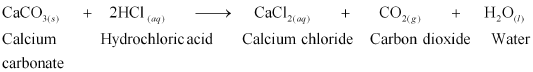 CaCO₃₍ₛ₎ + 2HCl ₍ₐq₎ ⟶ CaCl₂₍ₐq₎ + CO₂₍g₎ + H₂O₍ₗ₎
Calcium Hydrochloric acid Calcium chloride Carbon dioxide Water
carbonate